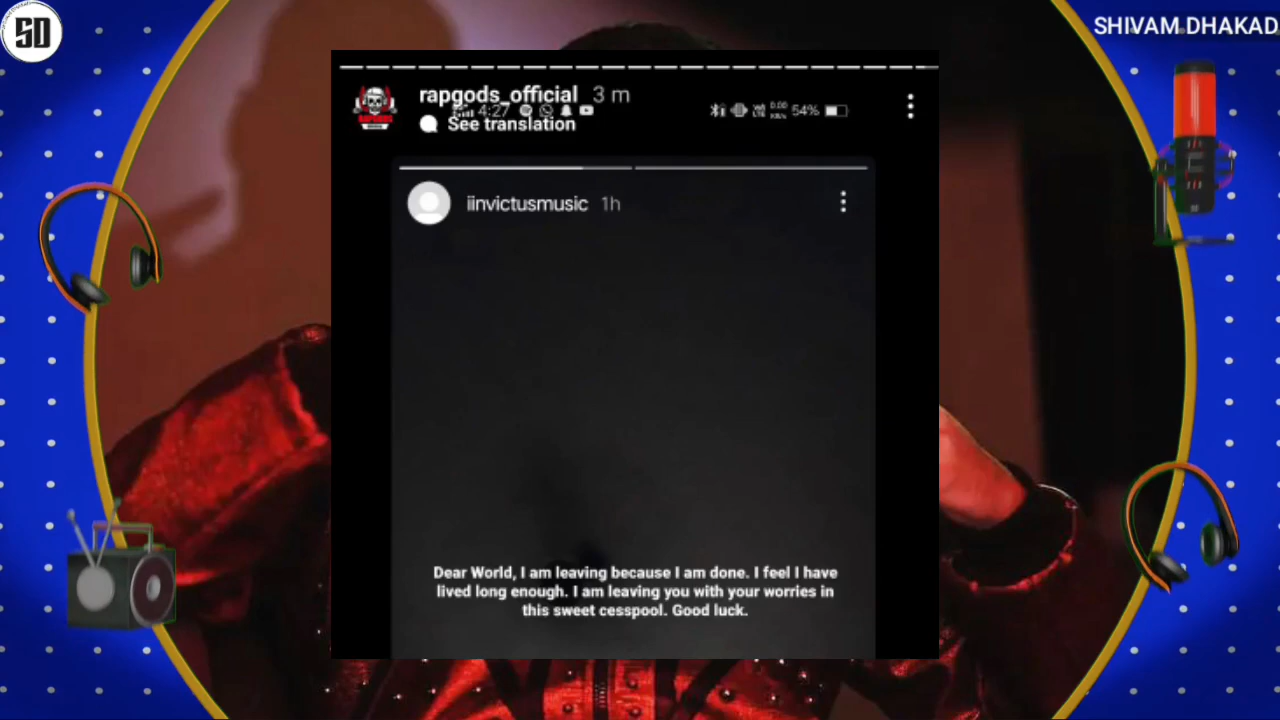 SD
SHIVAM DHAKAD
rapgods_official 3 m
4:27
54%
See translation
iinvictusmusic 1h
Dear World, I am leaving because I am done. I feel I have
lived long enough. I am leaving you with your worries in
this sweet cesspool. Good luck.